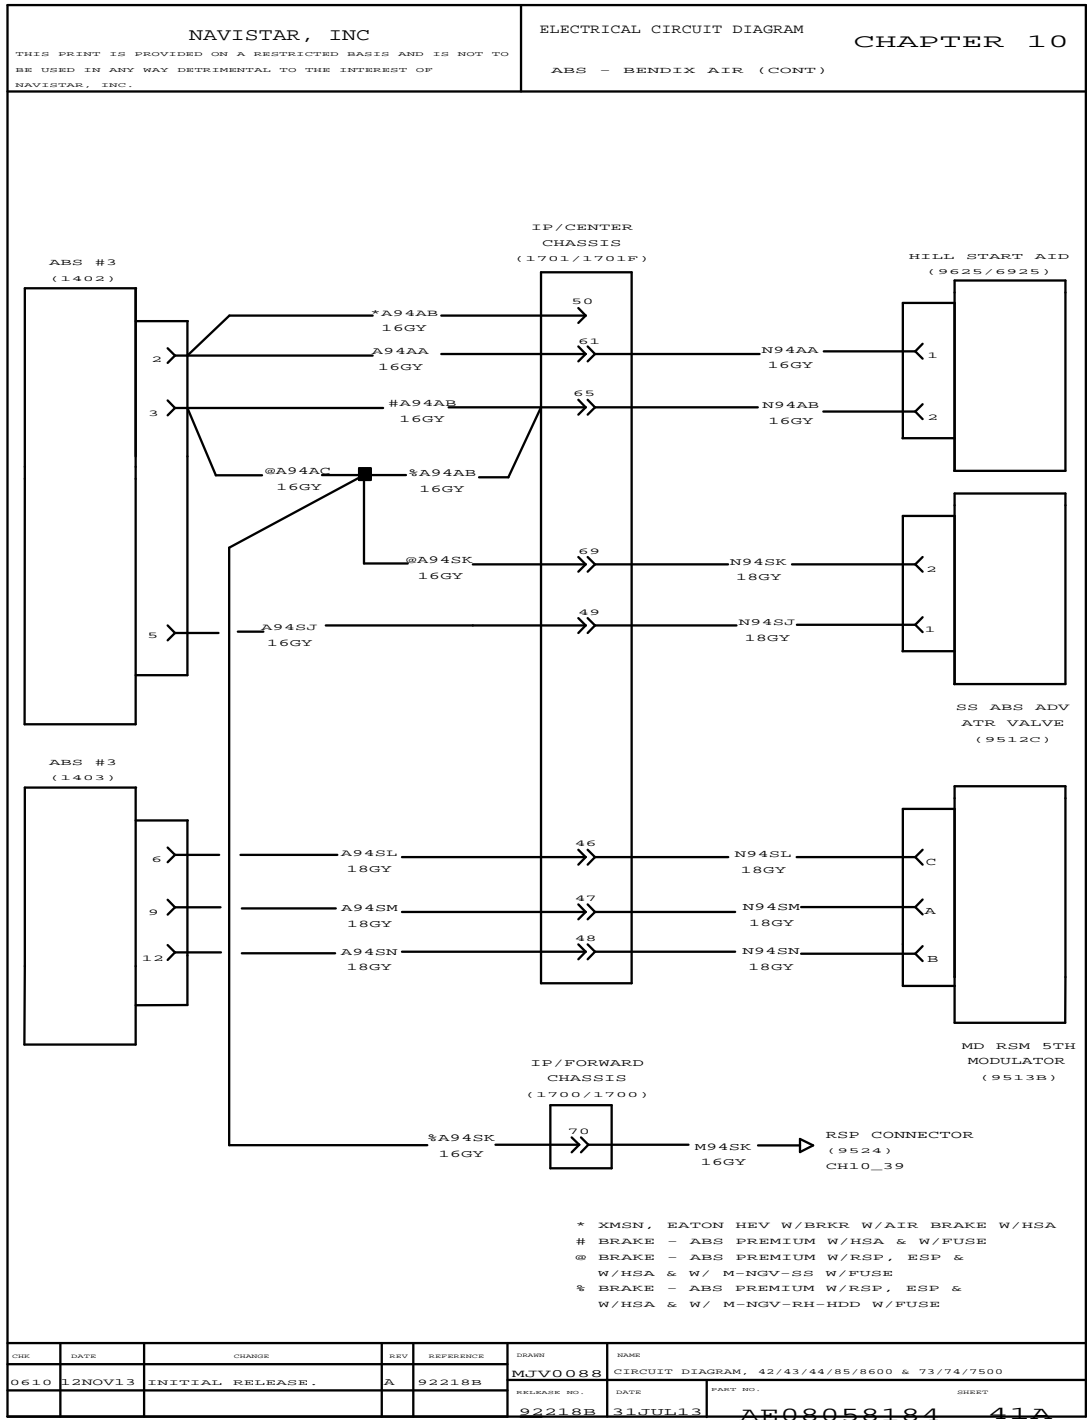 NAVISTAR, INC
THIS PRINT IS PROVIDED ON A RESTRICTED BASIS AND IS NOT TO
BE USED IN ANY WAY DETRIMENTAL TO THE INTEREST OF
NAVISTAR, INC.
ELECTRICAL CIRCUIT DIAGRAM
ABS - BENDIX AIR (CONT)
CHAPTER 10
IP/CENTER
CHASSIS
(1701/1701F)
ABS #3
(1402)
HILL START AID
(9625/6925)
50
*A94AB
16GY
2
A94AA
16GY
61
N94AA
16GY
1
3
#A94AB
16GY
65
N94AB
16GY
2
@A94AC
16GY
%A94AB
16GY
@A94SK
16GY
69
N94SK
18GY
2
5
A94SJ
16GY
49
N94SJ
18GY
1
SS ABS ADV
ATR VALVE
(9512C)
ABS #3
(1403)
6
A94SL
18GY
46
N94SL
18GY
C
9
A94SM
18GY
47
N94SM
18GY
A
12
A94SN
18GY
48
N94SN
18GY
B
MD RSM 5TH
MODULATOR
(9513B)
IP/FORWARD
CHASSIS
(1700/1700)
%A94SK
16GY
70
M94SK
16GY
RSP CONNECTOR
(9524)
CH10_39
* XMSN, EATON HEV W/BRKR W/AIR BRAKE W/HSA
# BRAKE - ABS PREMIUM W/HSA & W/FUSE
@ BRAKE - ABS PREMIUM W/RSP, ESP &
W/HSA & W/ M-NGV-SS W/FUSE
% BRAKE - ABS PREMIUM W/RSP, ESP &
W/HSA & W/ M-NGV-RH-HDD W/FUSE
CHK DATE CHANGE REV REFERENCE
0610 12NOV13 INITIAL RELEASE. A 92218B
DRAWN
MJV0088
NAME
CIRCUIT DIAGRAM, 42/43/44/85/8600 & 73/74/7500
RELEASE NO.
92218B
DATE
31JUL13
PART NO.
AE08058184
SHEET
41A